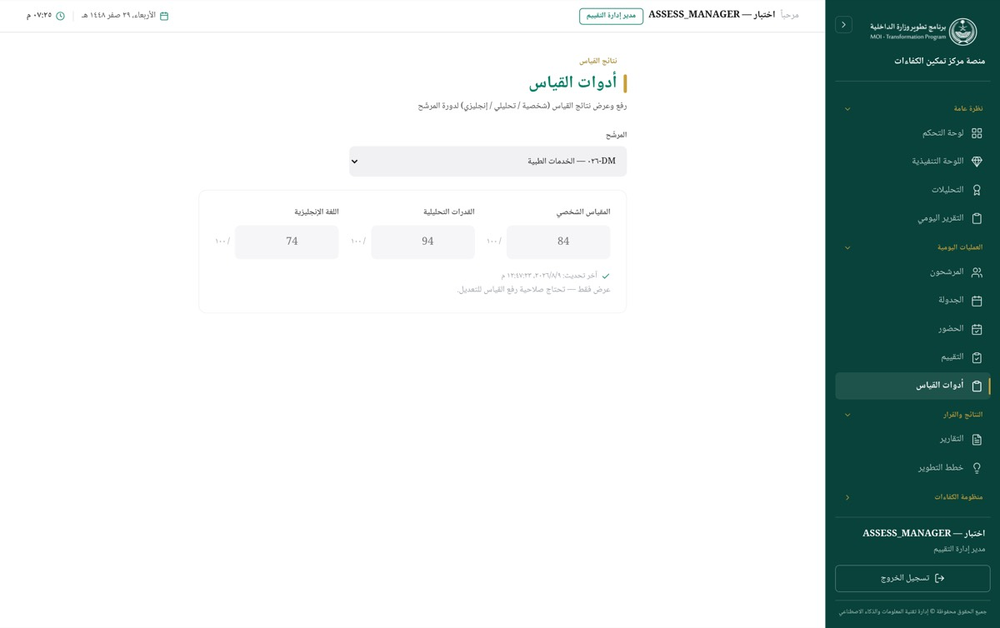 برنامج تطوير وزارة الداخلية
MOI - Transformation Program
منصة مركز تمكين الكفاءات
نظرة عامة
لوحة التحكم
اللوحة التنفيذية
التحليلات
التقرير اليومي
العمليات اليومية
المرشحون
الجدولة
الحضور
التقييم
أدوات القياس
النتائج والقرار
التقارير
خطط التطوير
منظومة الكفاءات
اختبار — ASSESS_MANAGER
مدير إدارة التقييم
تسجيل الخروج
جميع الحقوق محفوظة © إدارة تقنية المعلومات والذكاء الاصطناعي
مرحباً اختبار — ASSESS_MANAGER مدير إدارة التقييم
الأربعاء، ٢٩ صفر ١٤٤٨ هـ ٠٧:٢٥ م
نتائج القياس
أدوات القياس
رفع وعرض نتائج القياس (شخصية / تحليلي / إنجليزي) لدورة المرشّح
المرشّح
DM-٠٢٦ — الخدمات الطبية
المقياس الشخصي القدرات التحليلية اللغة الإنجليزية
84 / ١٠٠ 94 / ١٠٠ 74 / ١٠٠
آخر تحديث: ٢٠٢٦/٨/٩، ١٢:٤٧:٢٣ م
عرض فقط — تحتاج صلاحية رفع القياس للتعديل.